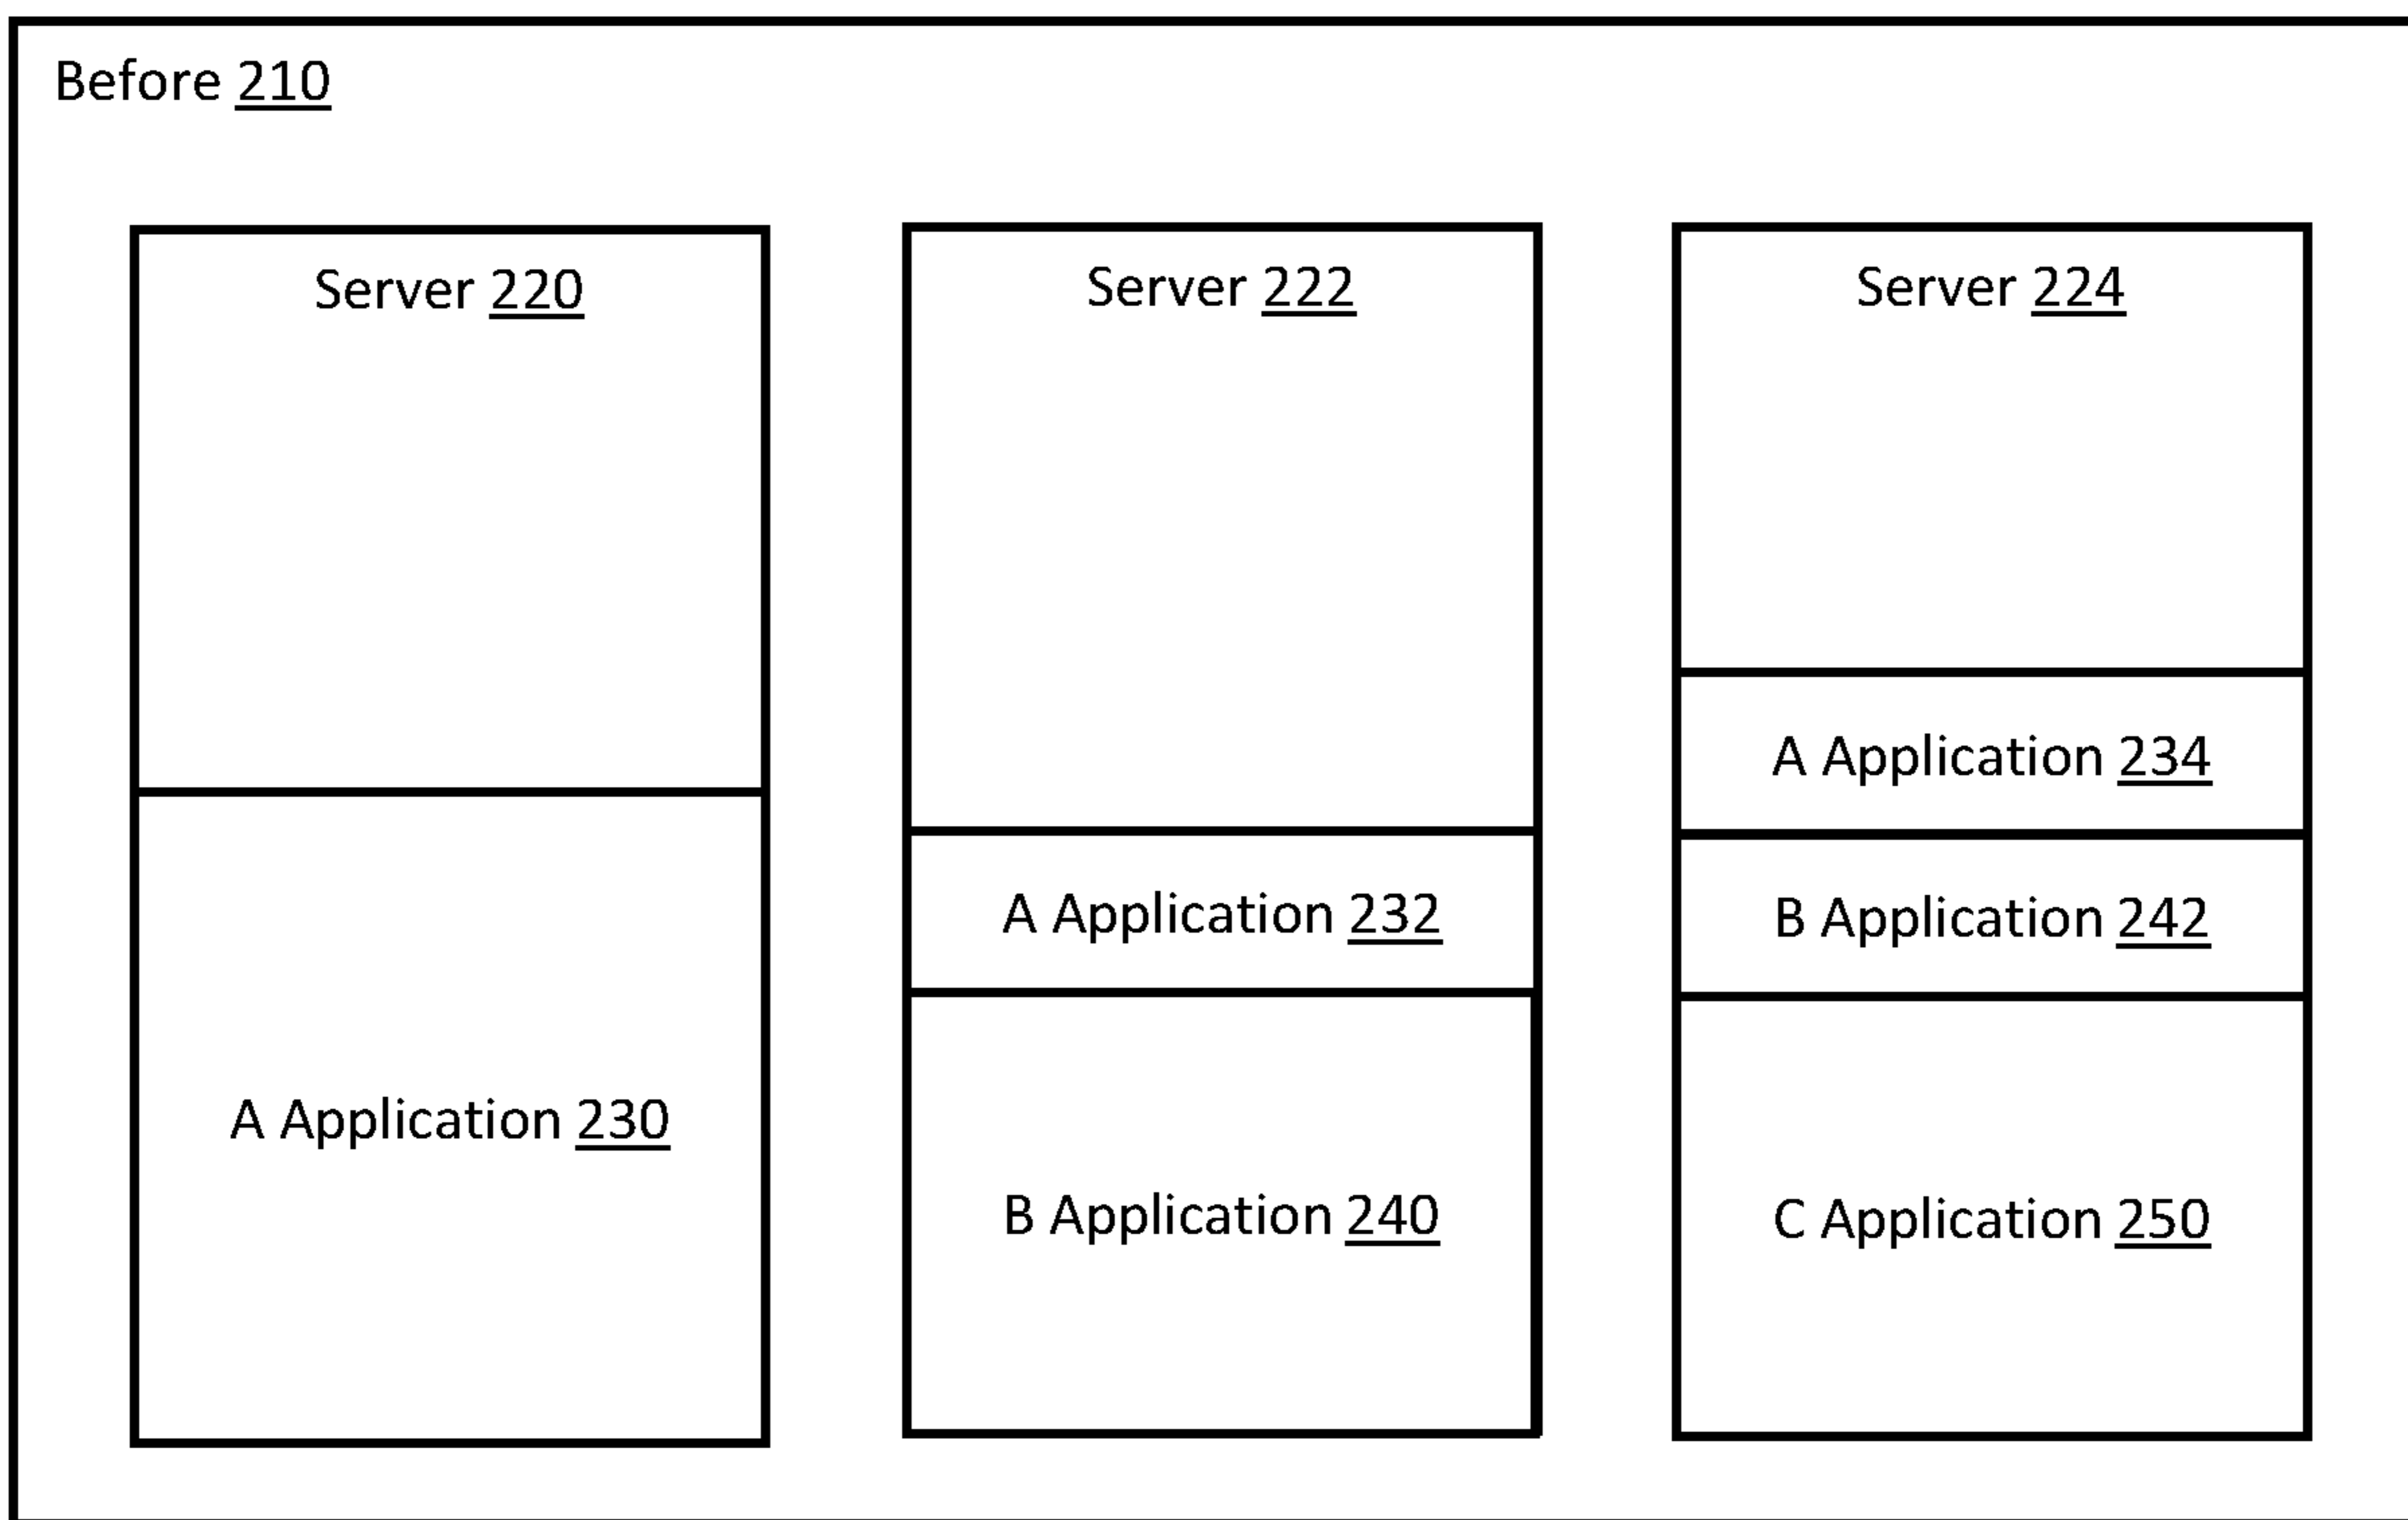 Before 210
Server 220
A Application 230
Server 222
A Application 232
B Application 240
Server 224
A Application 234
B Application 242
C Application 250